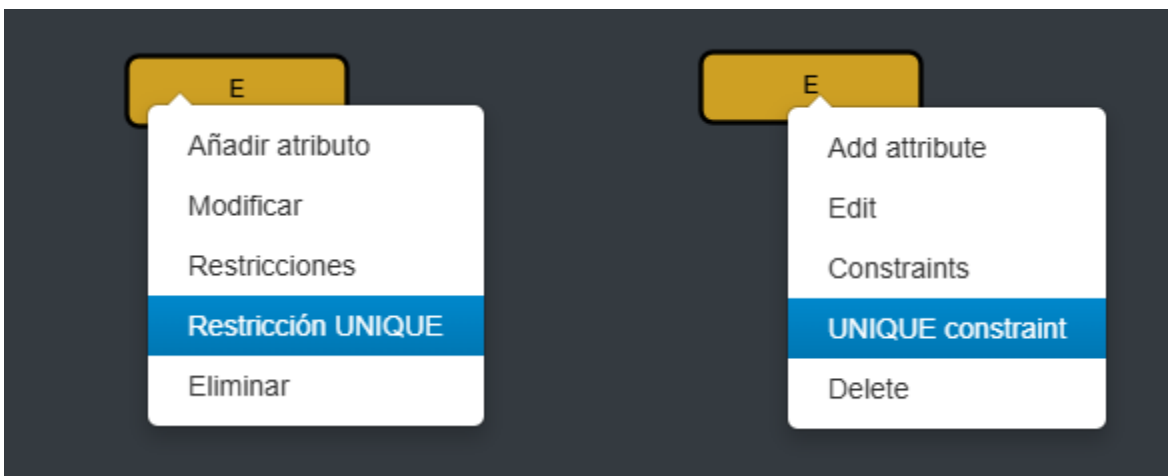 E
Añadir atributo
Modificar
Restricciones
Restricción UNIQUE
Eliminar
E
Add attribute
Edit
Constraints
UNIQUE constraint
Delete